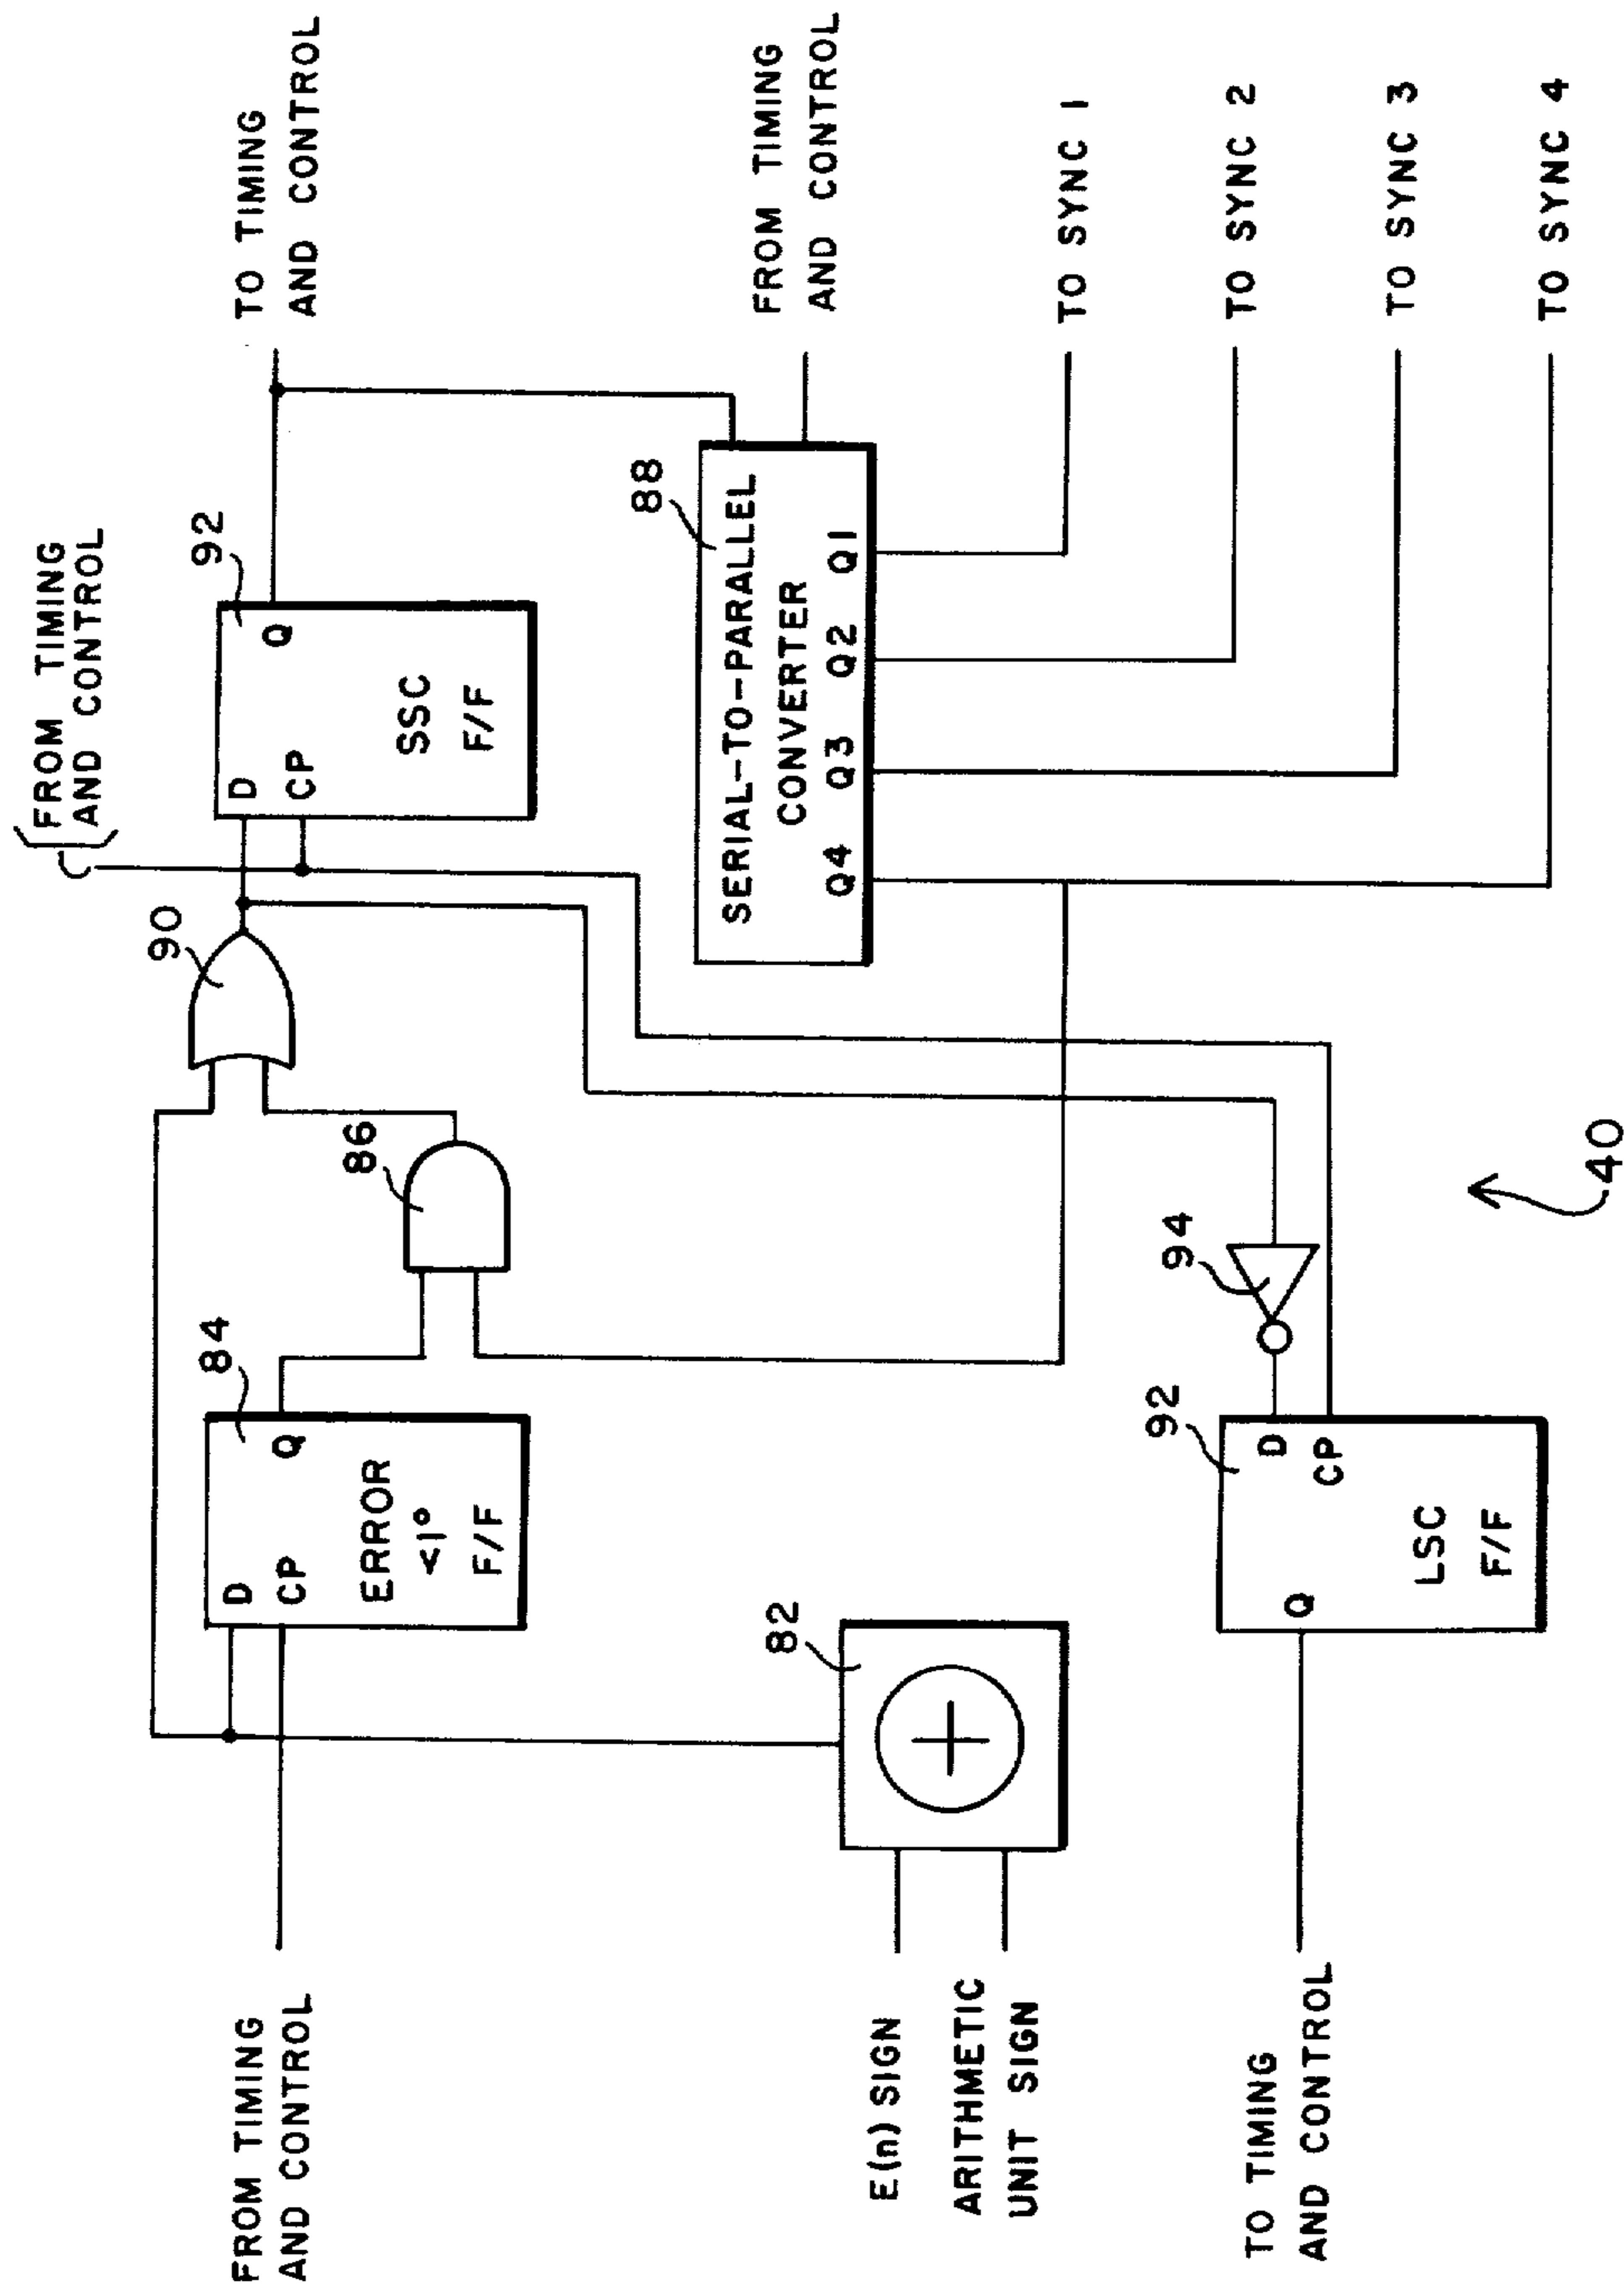 FROM TIMING
AND CONTROL
TO TIMING
AND CONTROL
FROM TIMING
AND CONTROL
84
D
Q
CP
ERROR
<1°
F/F
86
90
92
D
Q
CP
SSC
F/F
88
SERIAL-TO-PARALLEL
CONVERTER
Q4 Q3 Q2 Q1
FROM TIMING
AND CONTROL
E(n) SIGN
ARITHMETIC
UNIT SIGN
82
+
TO SYNC 1
TO SYNC 2
TO SYNC 3
TO SYNC 4
TO TIMING
AND CONTROL
92
Q
D
CP
LSC
F/F
94
40